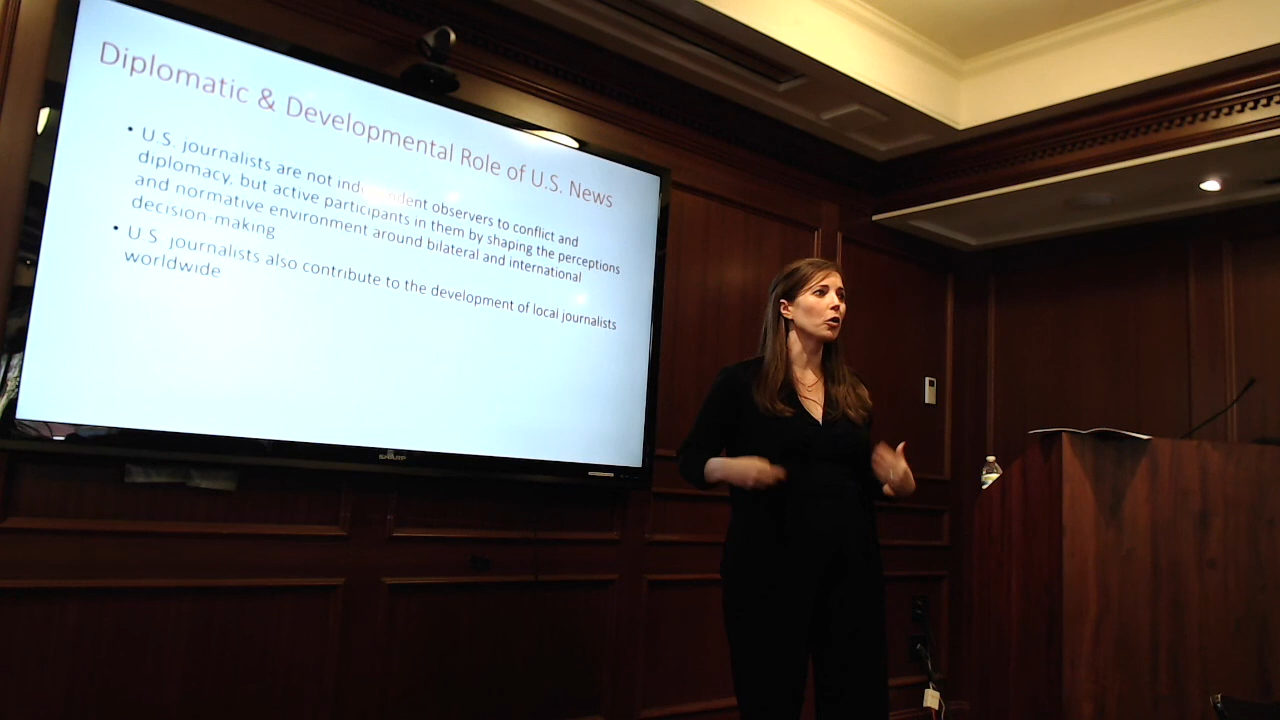 Diplomatic & Developmental Role of U.S. News
• U.S. journalists are not independent observers to conflict and
diplomacy, but active participants in them by shaping the perceptions
and normative environment around bilateral and international
decision-making
• U.S. journalists also contribute to the development of local journalists
worldwide
SHARP